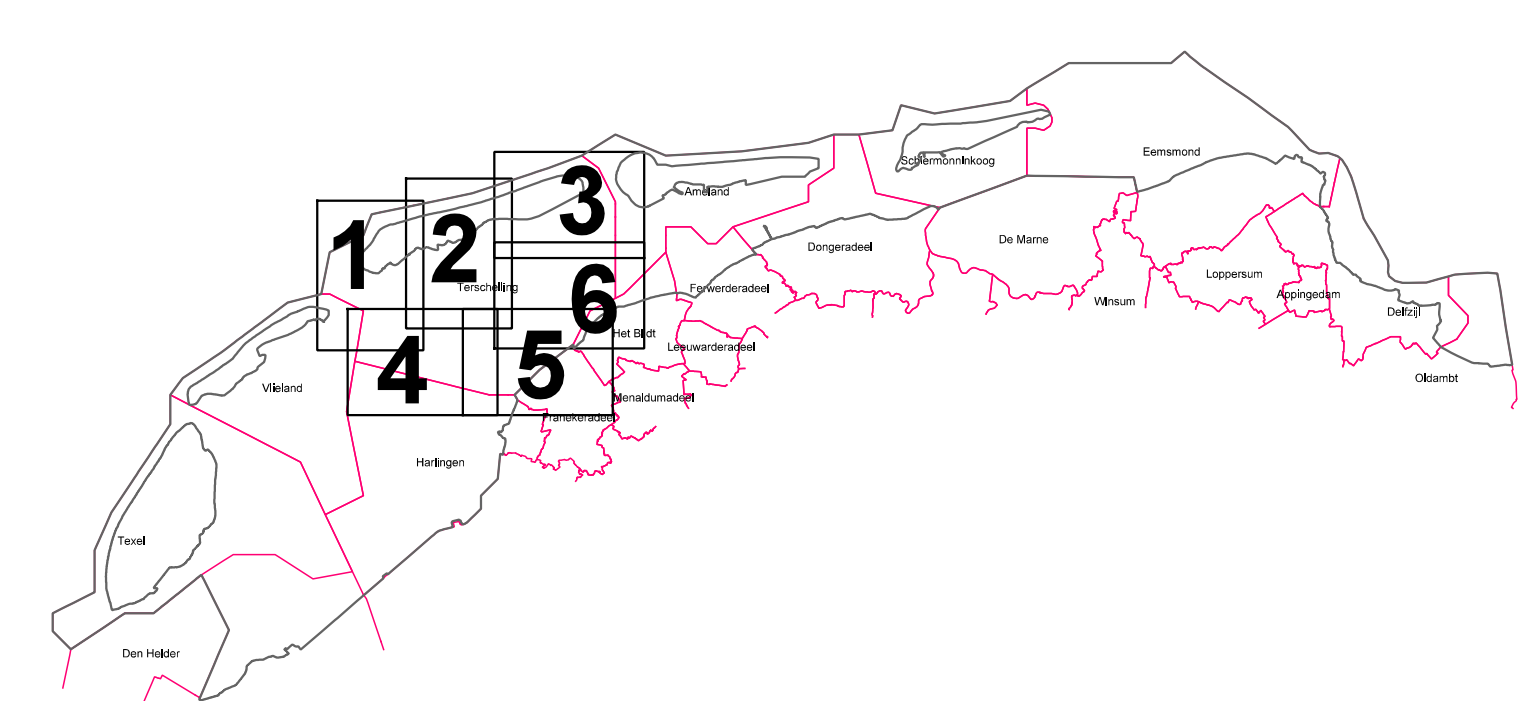 Eemsmond
Schiermonninkoog
3
Ameland
1
2
De Marne
Dongeradeel
Loppersum
Terschelling
6
Ferwerderadeel
Appingedam
Winsum
Delfzijl
Het Bildt
Leeuwarderadeel
4
5
Oldambt
Vlieland
Menaldumadeel
Franekeradeel
Harlingen
Texel
Den Helder